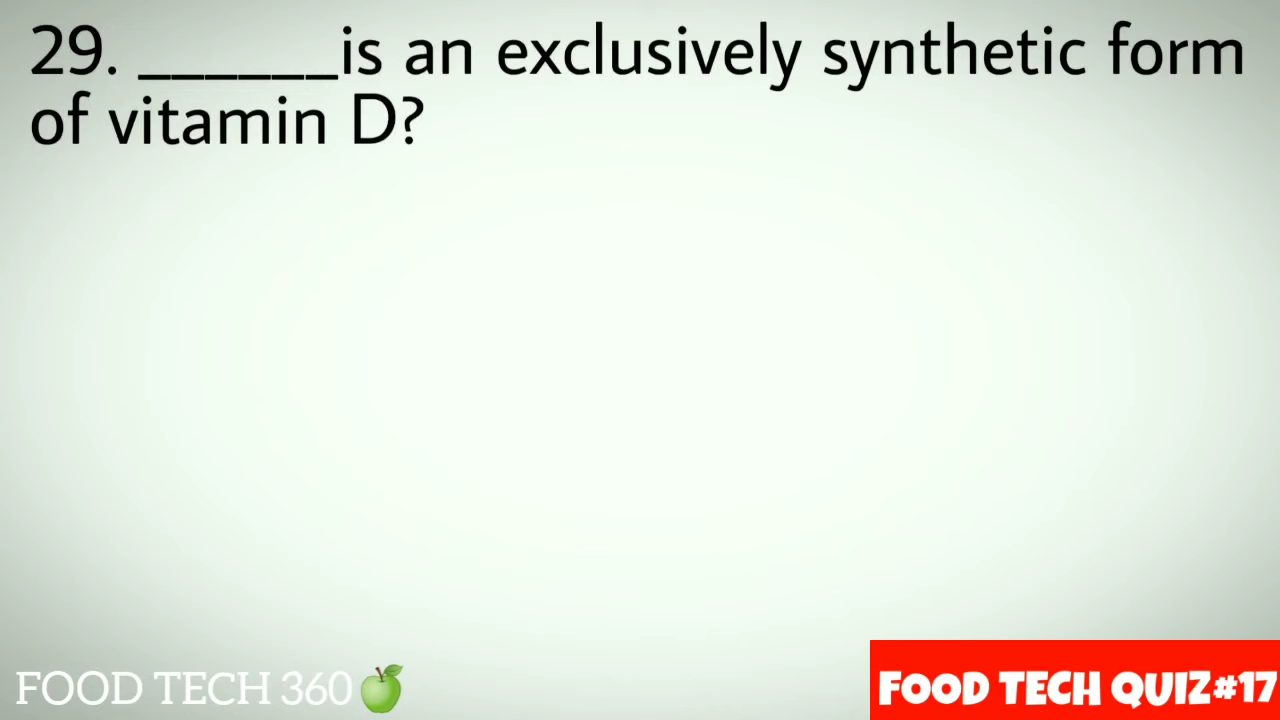 29. ______is an exclusively synthetic form
of vitamin D?
FOOD TECH 360
FOOD TECH QUIZ#17